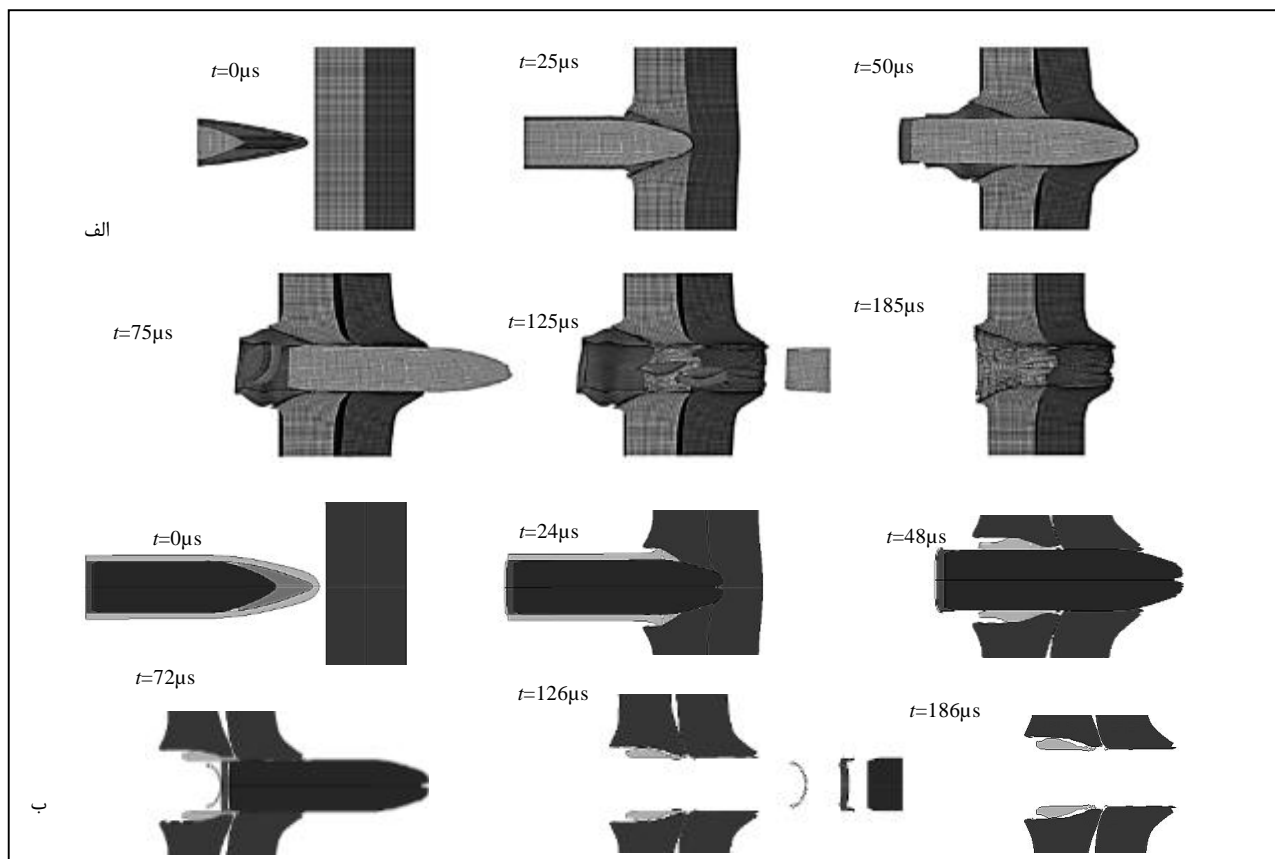 t=0µs
t=25µs
t=50µs
الف
t=75µs
t=125µs
t=185µs
t=0µs
t=24µs
t=48µs
t=72µs
t=126µs
t=186µs
ب